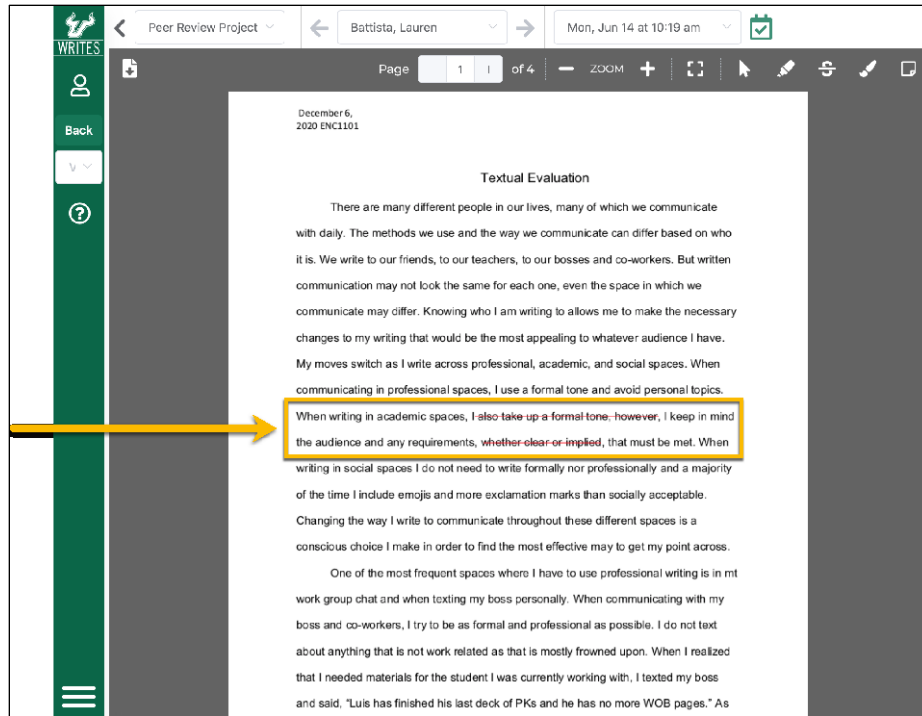 WRITES
Peer Review Project
Battista, Lauren
Mon, Jun 14 at 10:19 am
Page 1 of 4 ZOOM
Back
December 6,
2020 ENC1101
Textual Evaluation
There are many different people in our lives, many of which we communicate
with daily. The methods we use and the way we communicate can differ based on who
it is. We write to our friends, to our teachers, to our bosses and co-workers. But written
communication may not look the same for each one, even the space in which we
communicate may differ. Knowing who I am writing to allows me to make the necessary
changes to my writing that would be the most appealing to whatever audience I have.
My moves switch as I write across professional, academic, and social spaces. When
communicating in professional spaces, I use a formal tone and avoid personal topics.
When writing in academic spaces, I also take up a formal tone, however, I keep in mind
the audience and any requirements, whether clear or implied, that must be met. When
writing in social spaces I do not need to write formally nor professionally and a majority
of the time I include emojis and more exclamation marks than socially acceptable.
Changing the way I write to communicate throughout these different spaces is a
conscious choice I make in order to find the most effective may to get my point across.
One of the most frequent spaces where I have to use professional writing is in mt
work group chat and when texting my boss personally. When communicating with my
boss and co-workers, I try to be as formal and professional as possible. I do not text
about anything that is not work related as that is mostly frowned upon. When I realized
that I needed materials for the student I was currently working with, I texted my boss
and said, "Luis has finished his last deck of PKs and he has no more WOB pages." As